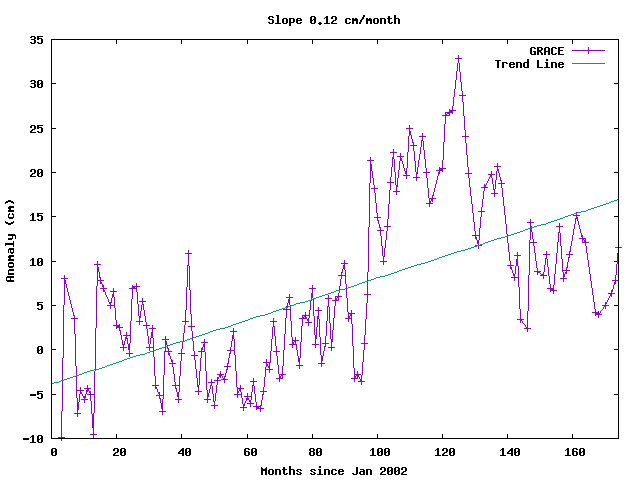 Slope 0.12 cm/month
35
30
25
20
15
10
5
0
-5
-10
Anomaly (cm)
GRACE
Trend Line
0 20 40 60 80 100 120 140 160
Months since Jan 2002